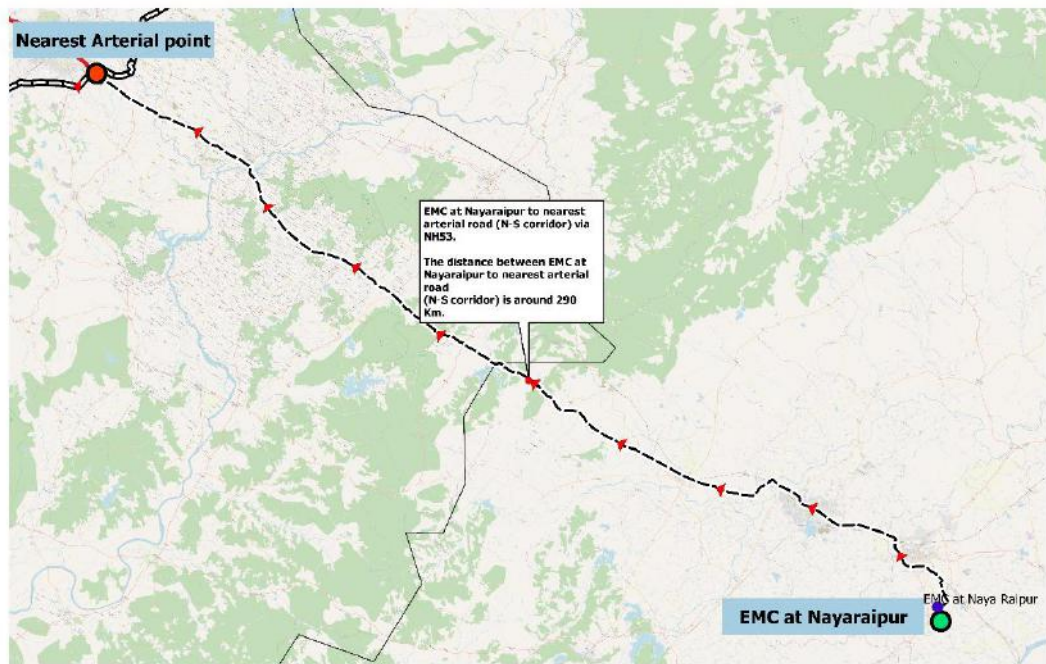 Nearest Arterial point
EMC at Nayaraipur to nearest
arterial road (N-S corridor) via
NH53.
The distance between EMC at
Nayaraipur to nearest arterial
road
(N-S corridor) is around 290
Km.
EMC at Naya Raipur
EMC at Nayaraipur